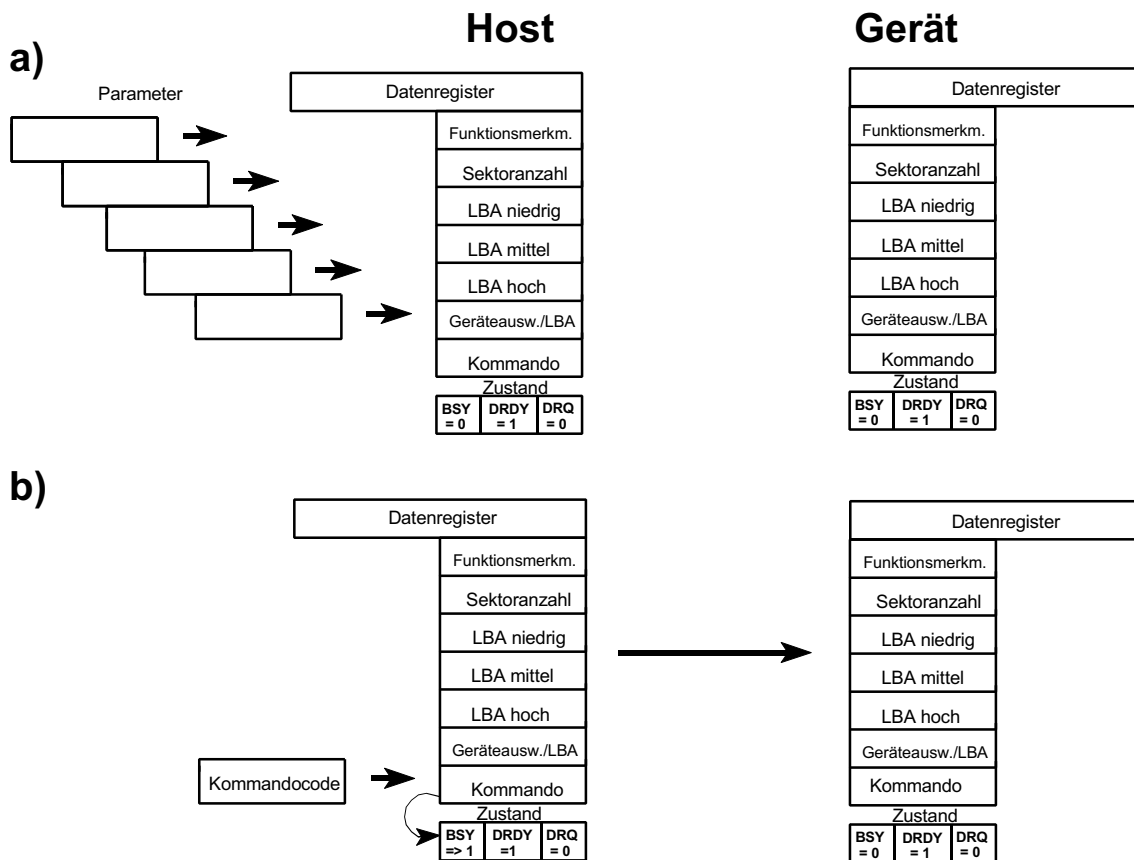 Host
Gerät
a)
Parameter
Datenregister
Funktionsmerkm.
Sektoranzahl
LBA niedrig
LBA mittel
LBA hoch
Geräteausw./LBA
Kommando
Zustand
BSY DRDY DRQ
= 0 = 1 = 0
Datenregister
Funktionsmerkm.
Sektoranzahl
LBA niedrig
LBA mittel
LBA hoch
Geräteausw./LBA
Kommando
Zustand
BSY DRDY DRQ
= 0 = 1 = 0
b)
Datenregister
Funktionsmerkm.
Sektoranzahl
LBA niedrig
LBA mittel
LBA hoch
Geräteausw./LBA
Kommandocode
Kommando
Zustand
BSY DRDY DRQ
=> 1 =1 = 0
Datenregister
Funktionsmerkm.
Sektoranzahl
LBA niedrig
LBA mittel
LBA hoch
Geräteausw./LBA
Kommando
Zustand
BSY DRDY DRQ
= 0 = 1 = 0